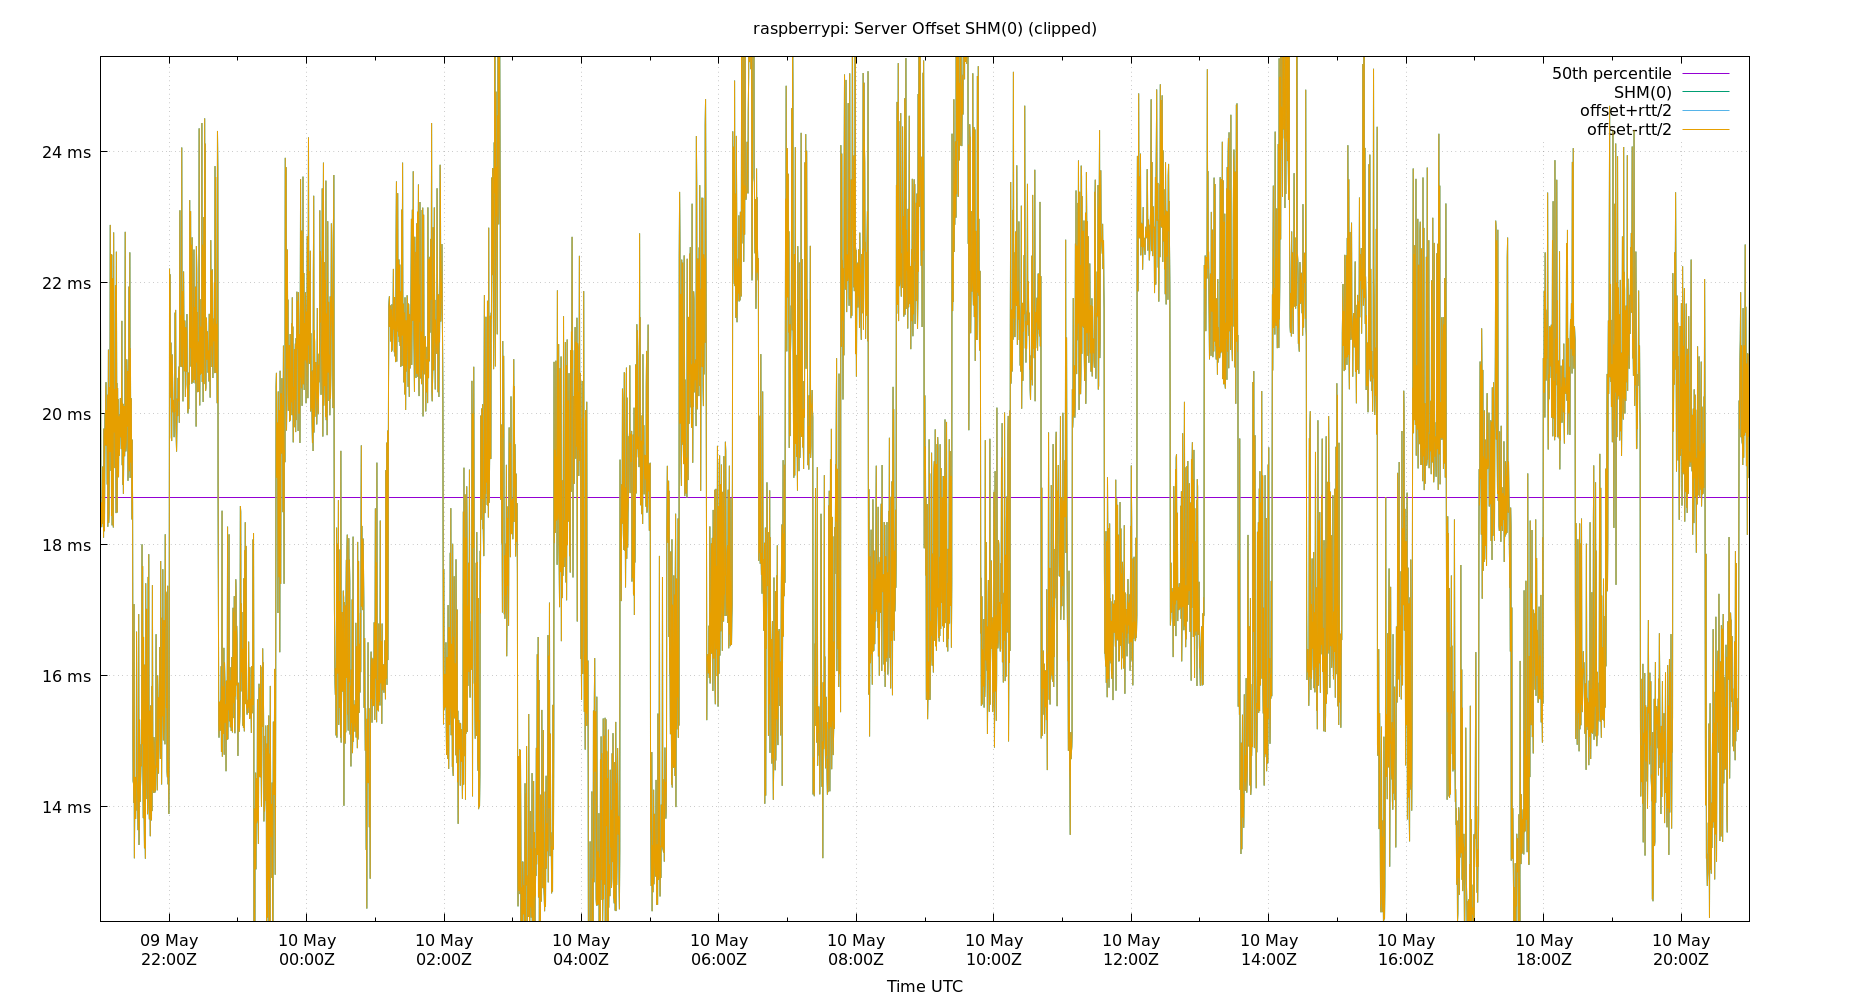 raspberrypi: Server Offset SHM(0) (clipped)
50th percentile
SHM(0)
offset+rtt/2
offset-rtt/2
24 ms
22 ms
20 ms
18 ms
16 ms
14 ms
09 May 10 May 10 May 10 May 10 May 10 May 10 May 10 May 10 May 10 May 10 May 10 May
22:00Z 00:00Z 02:00Z 04:00Z 06:00Z 08:00Z 10:00Z 12:00Z 14:00Z 16:00Z 18:00Z 20:00Z
Time UTC